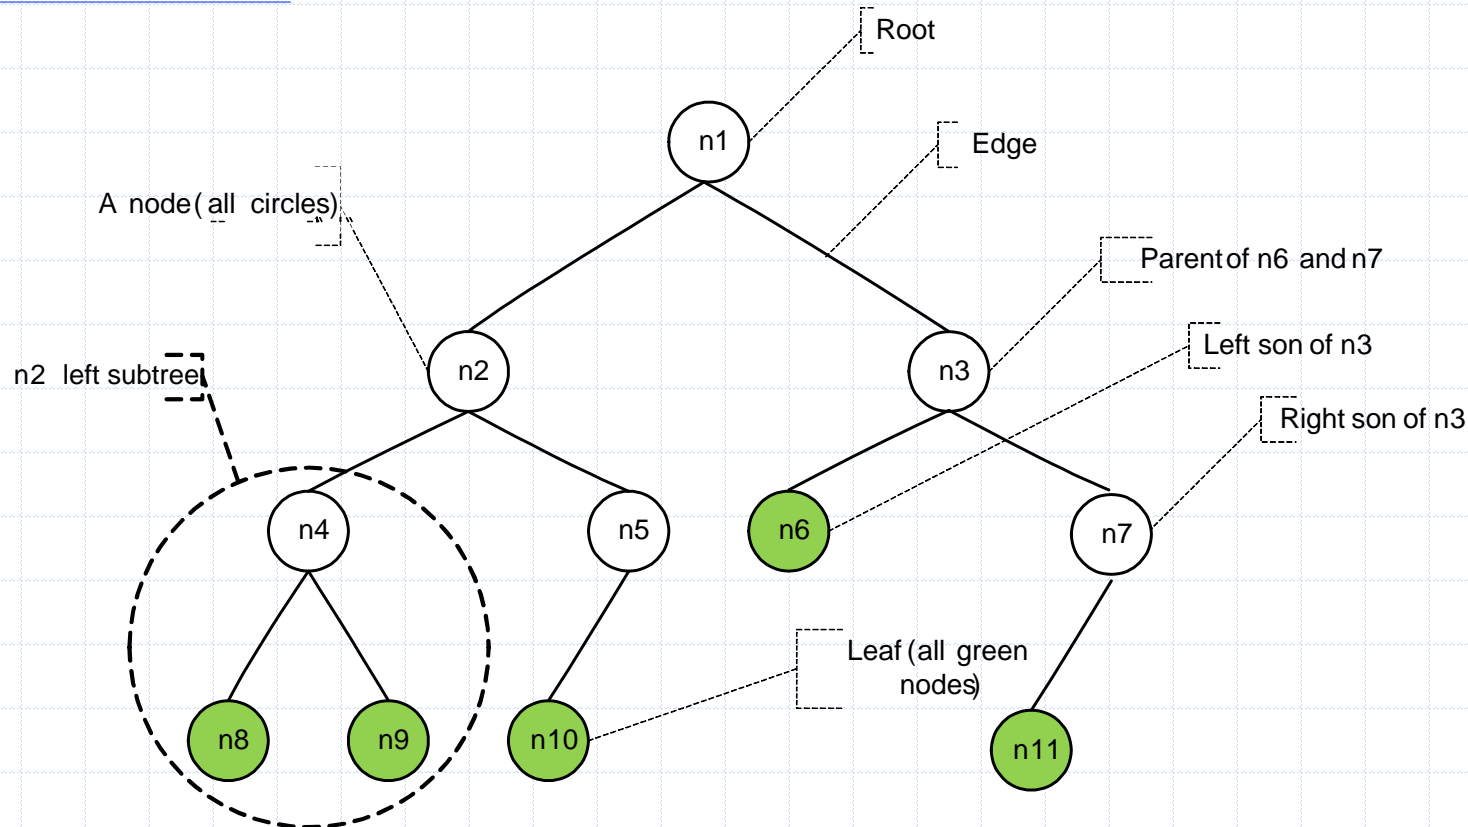 Root
n1
Edge
A node( all circles)
Parent of n6 and n7
Left son of n3
n2
n3
n2 left subtree
Right son of n3
n4
n5
n6
n7
Leaf (all green
nodes)
n8
n9
n10
n11